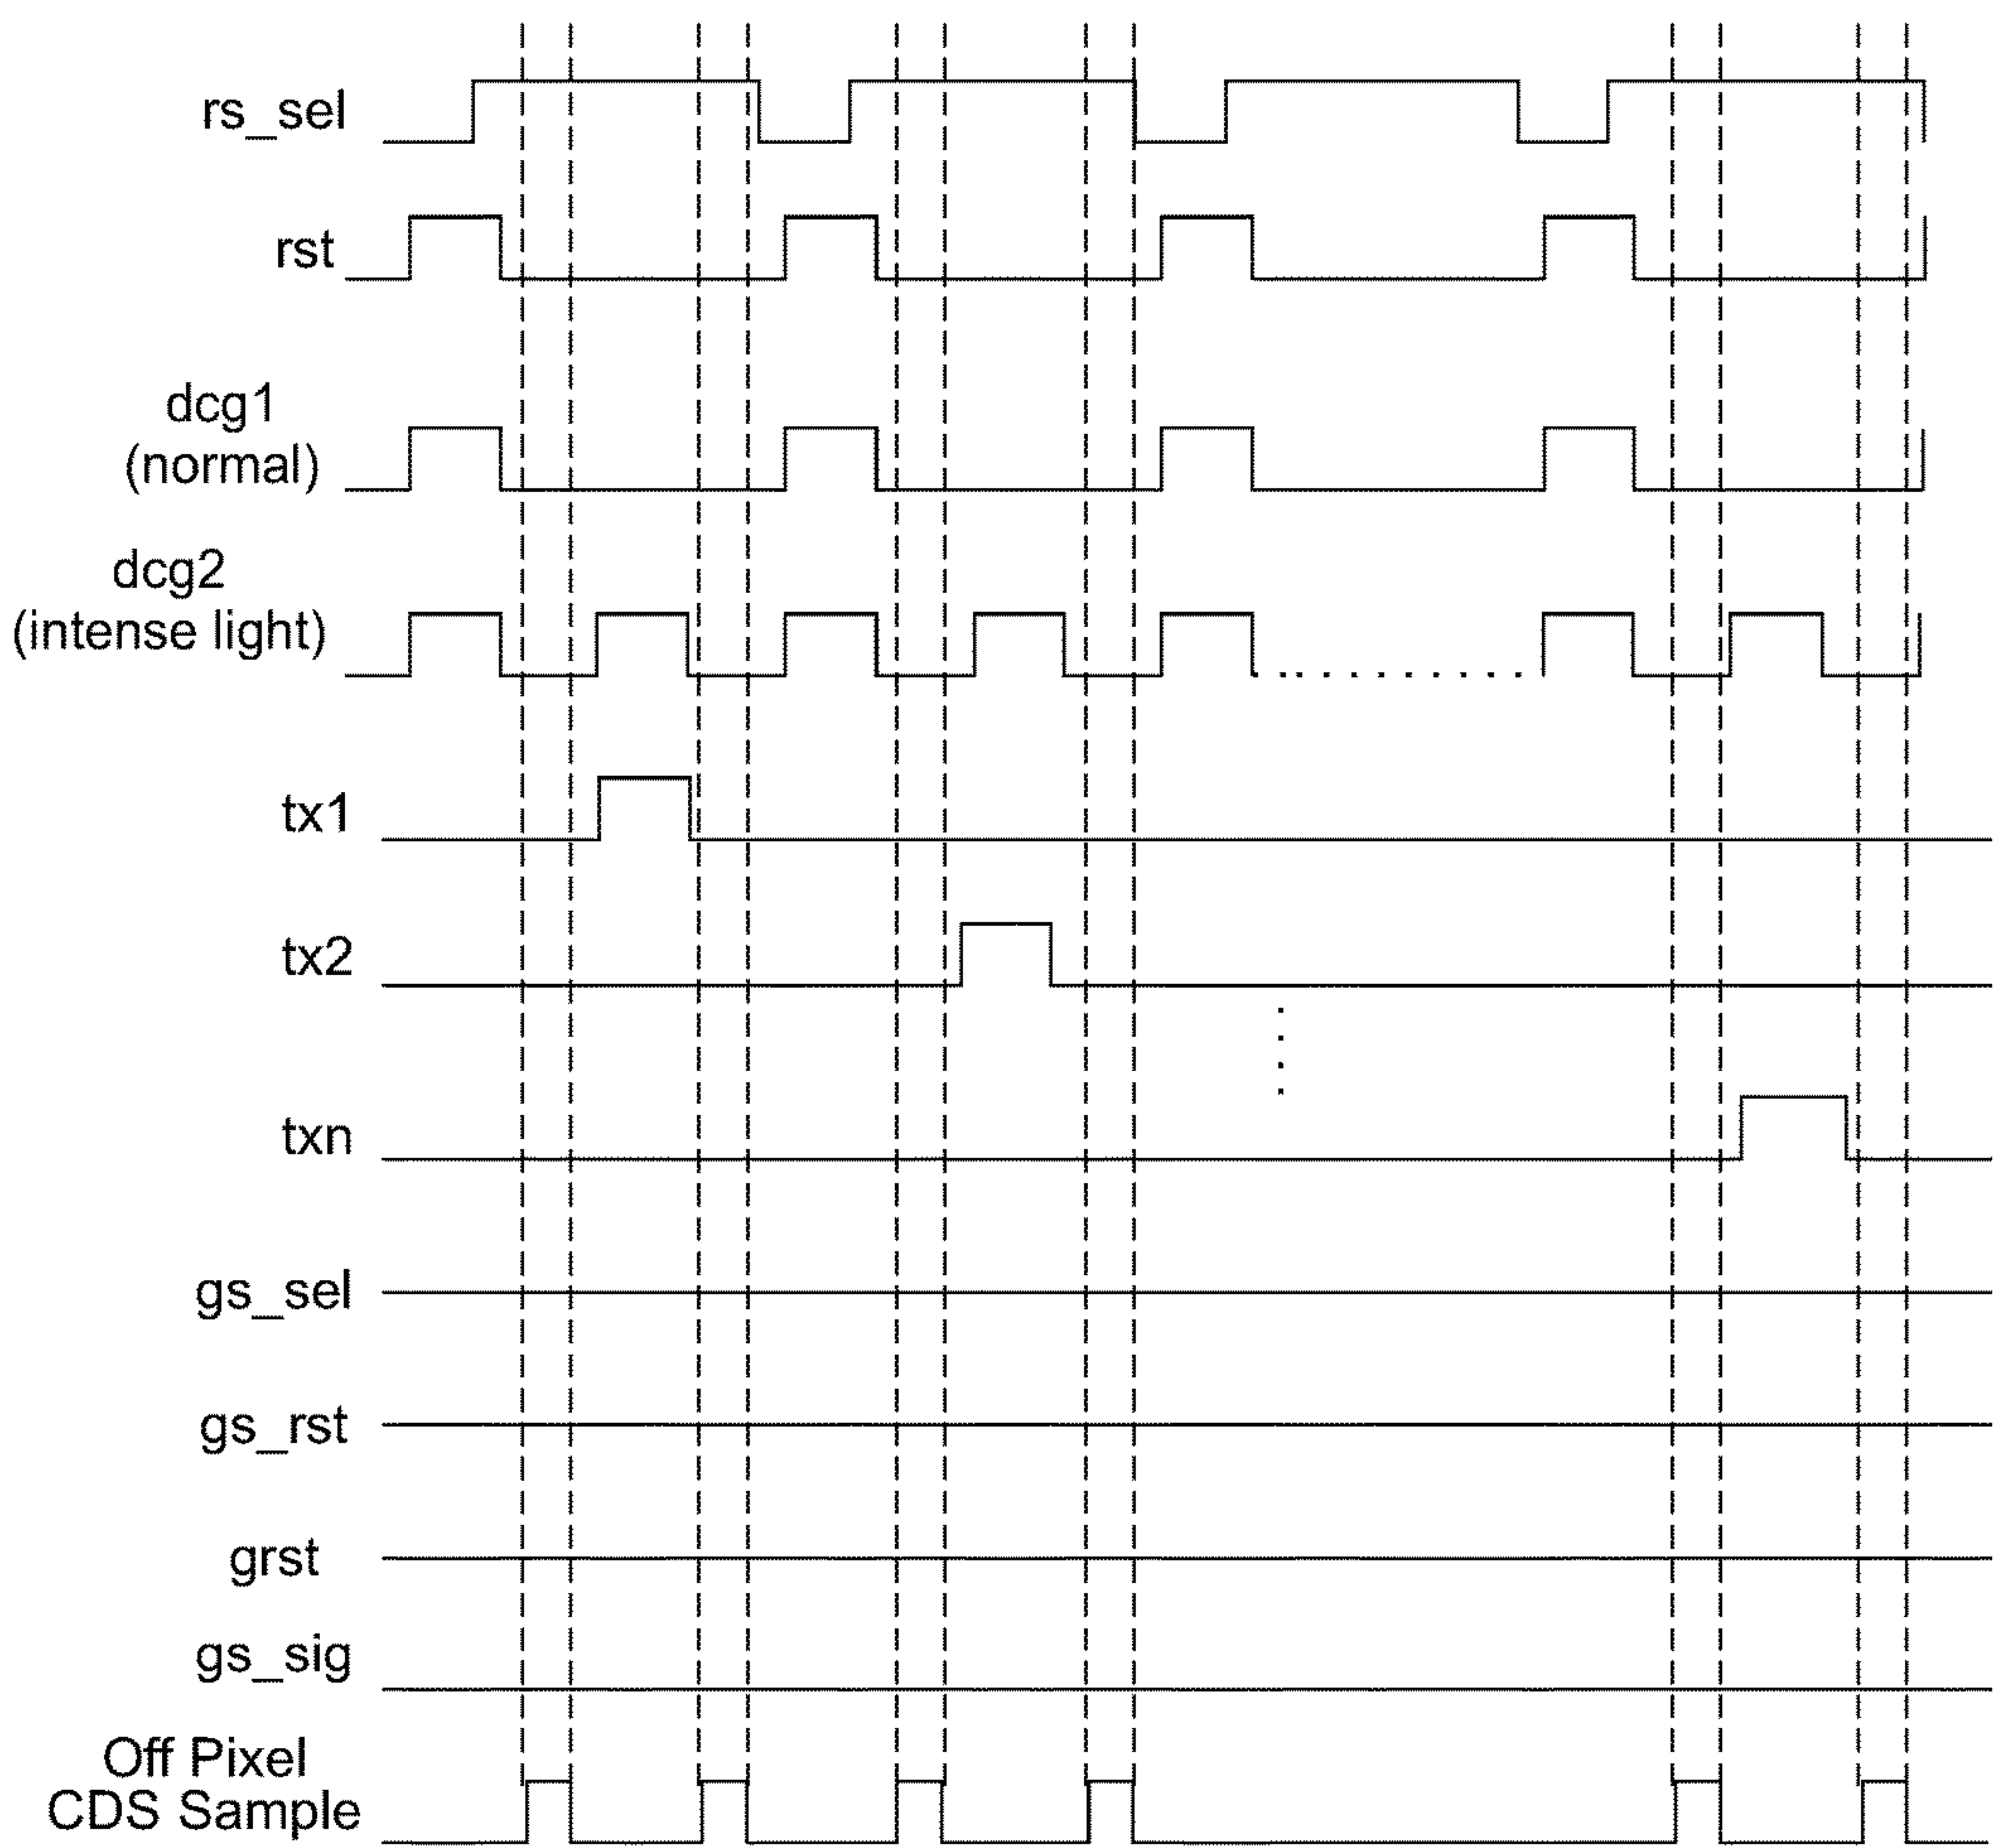 rs_sel
rst
dcg1
(normal)
dcg2
(intense light)
tx1
tx2
txn
gs_sel
gs_rst
grst
gs_sig
Off Pixel
CDS Sample